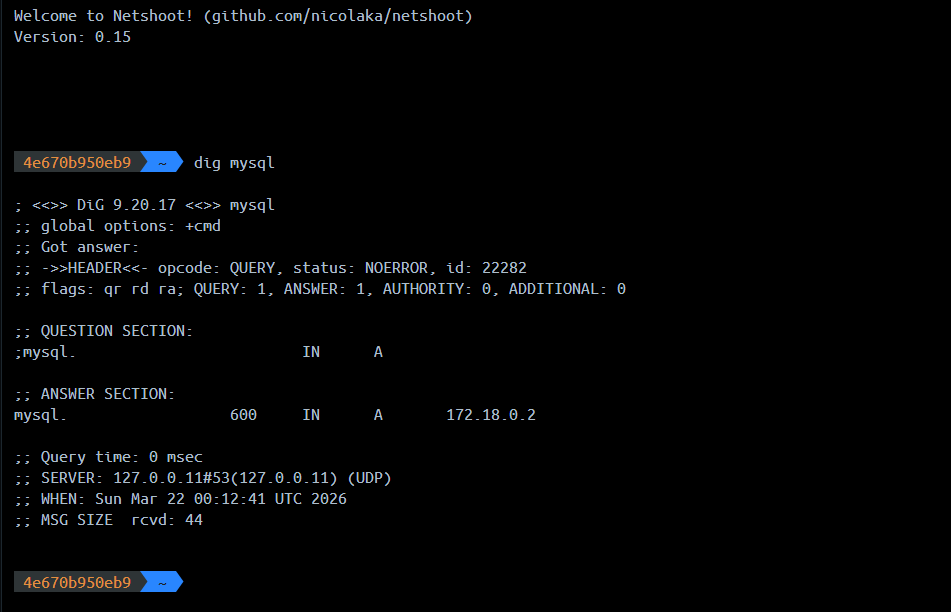 Welcome to Netshoot! (github.com/nicolaka/netshoot)
Version: 0.15
4e670b950eb9 ~ dig mysql
; <<>> DiG 9.20.17 <<>> mysql
;; global options: +cmd
;; Got answer:
;; ->>HEADER<<- opcode: QUERY, status: NOERROR, id: 22282
;; flags: qr rd ra; QUERY: 1, ANSWER: 1, AUTHORITY: 0, ADDITIONAL: 0
;; QUESTION SECTION:
;mysql. IN A
;; ANSWER SECTION:
mysql. 600 IN A 172.18.0.2
;; Query time: 0 msec
;; SERVER: 127.0.0.11#53(127.0.0.11) (UDP)
;; WHEN: Sun Mar 22 00:12:41 UTC 2026
;; MSG SIZE  rcvd: 44
4e670b950eb9 ~